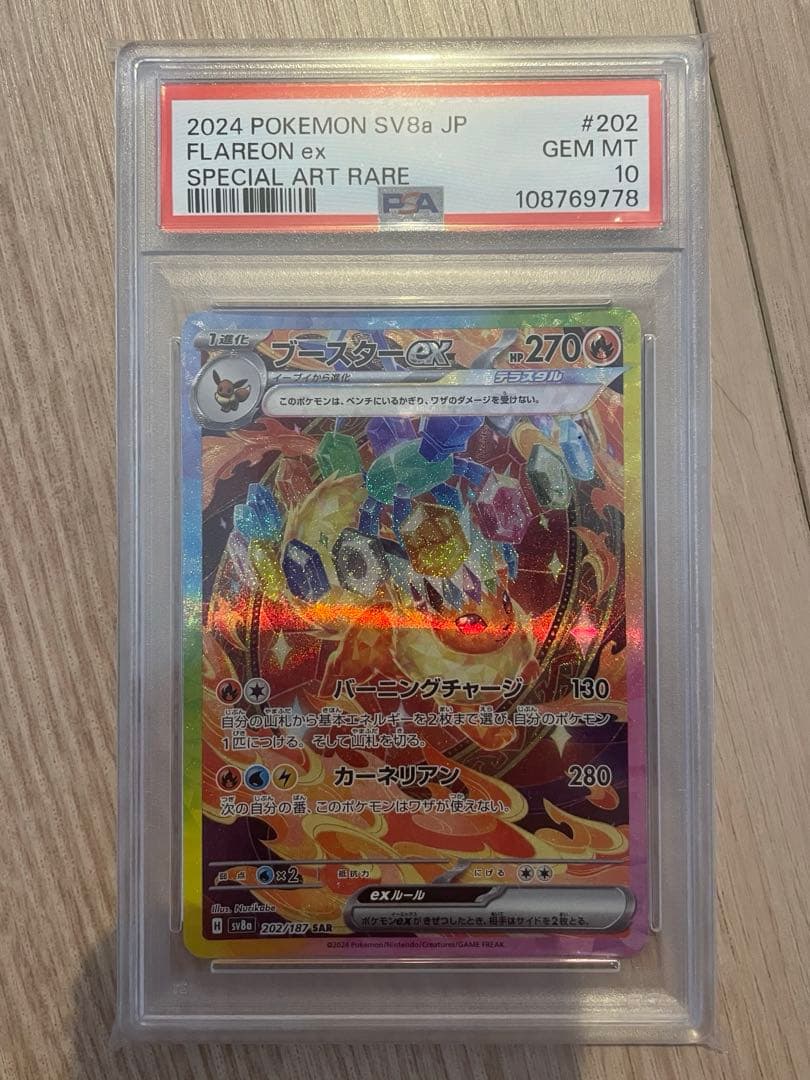 2024 POKEMON SV8a JP #202
FLAREON ex GEM MT
SPECIAL ART RARE 10
PSA 108769778
1進化 ブースターex HP270
イーブイから進化 テラスタル
このポケモンは、ベンチにいるかぎり、ワザのダメージを受けない。
バーニングチャージ 130
自分の山札から基本エネルギーを2枚まで選び、自分のポケモン
1匹につける。そして山札を切る。
カーネリアン 280
次の自分の番、このポケモンはワザが使えない。
弱点 ×2 抵抗力 にげる
exルール
ポケモンexがきぜつしたとき、相手はサイドを2枚とる。
Illus. Nurikabe
H sv8a 202/187 SAR
©2024 Pokémon/Nintendo/Creatures/GAME FREAK.